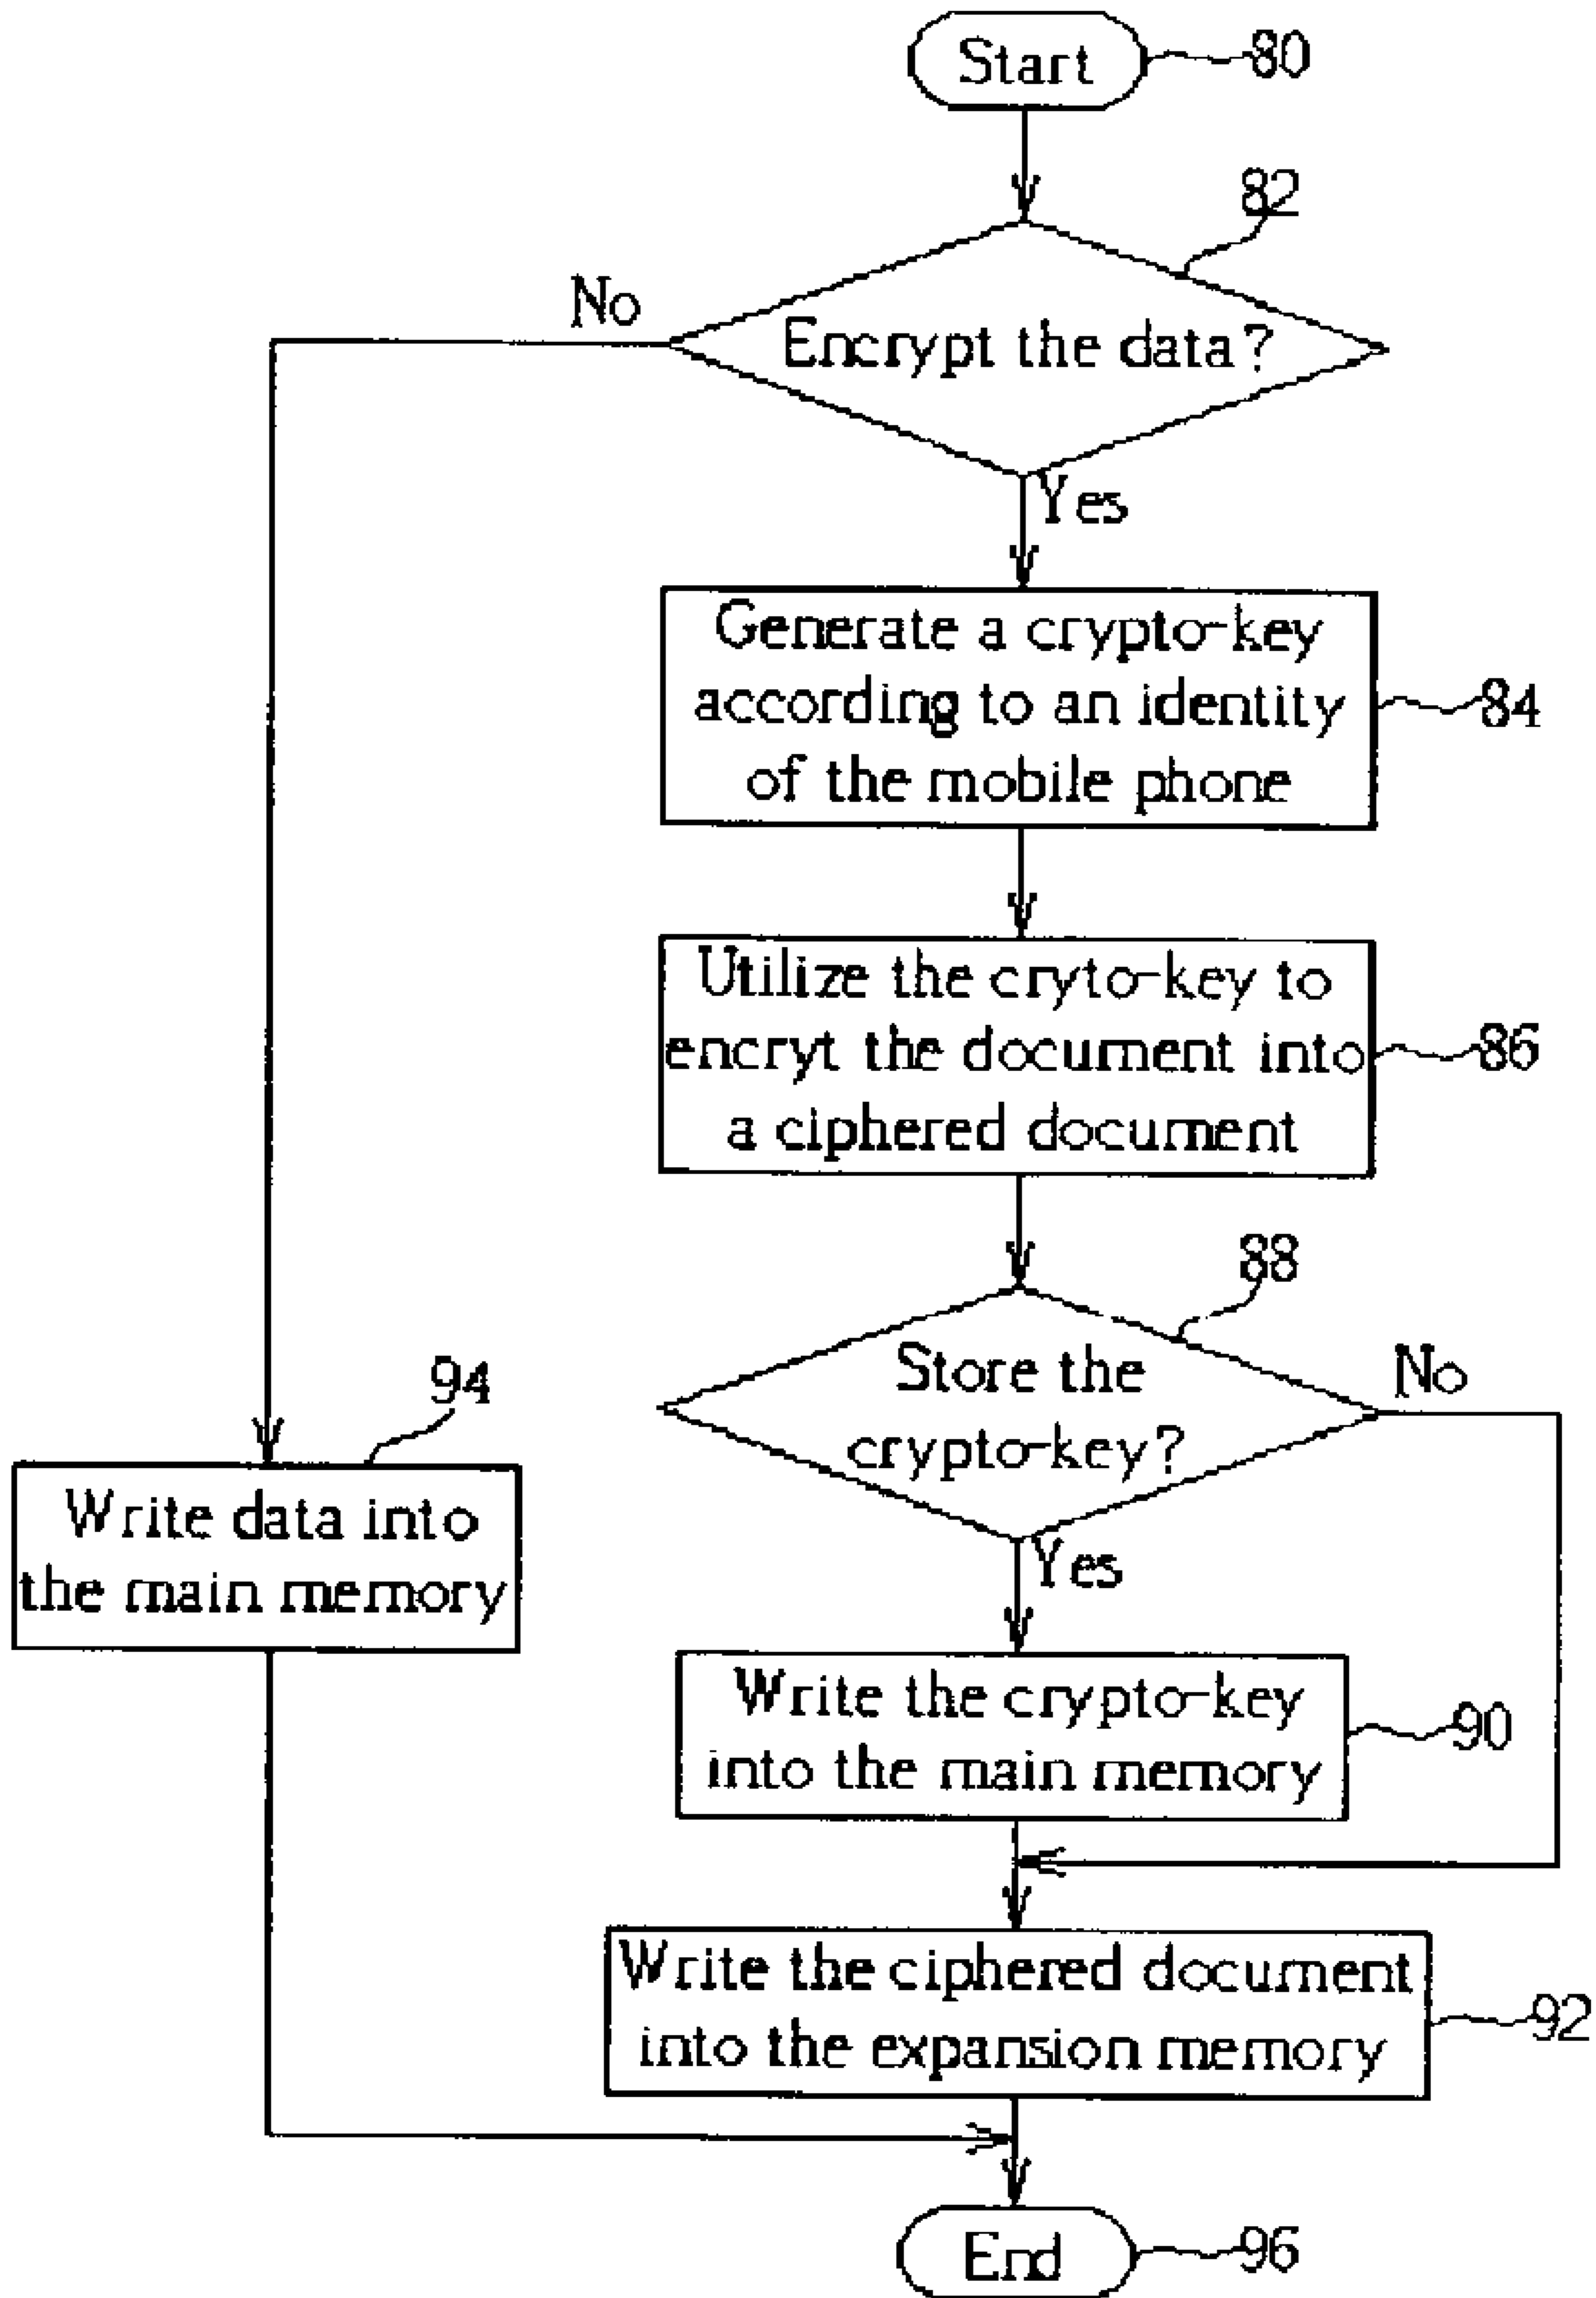 Start
80
82
No
Encrypt the data?
Yes
Generate a crypto-key
according to an identity
of the mobile phone
84
Utilize the cryto-key to
encryt the document into
a ciphered document
86
88
Store the
crypto-key?
No
94
Write data into
the main memory
Yes
Write the crypto-key
into the main memory
90
Write the ciphered document
into the expansion memory
92
End
96